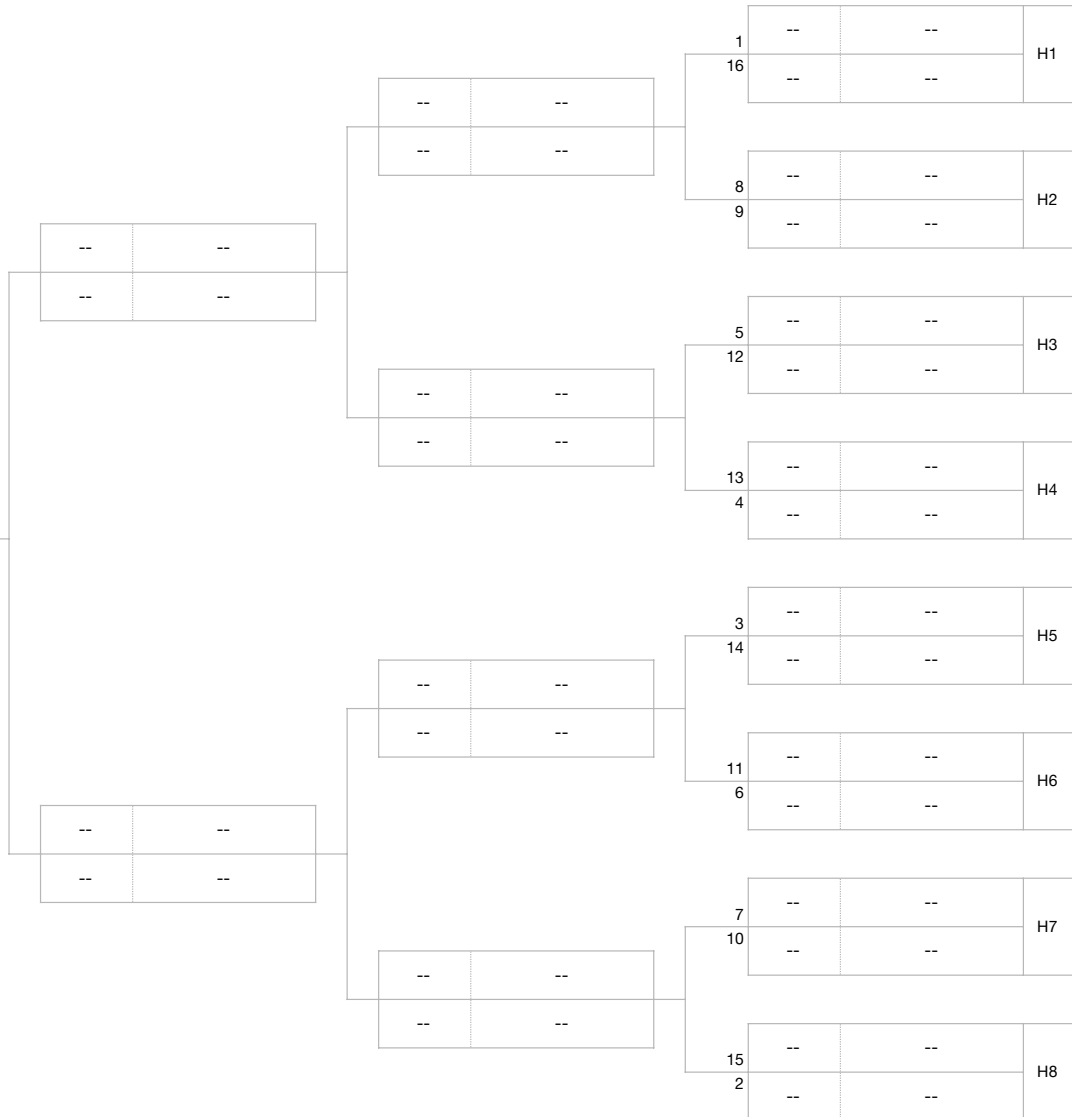 1 -- -- H1
16 -- --
-- --
-- --
8 -- -- H2
9 -- --
-- --
-- --
5 -- -- H3
12 -- --
-- --
-- --
13 -- -- H4
4 -- --
3 -- -- H5
14 -- --
-- --
-- --
11 -- -- H6
6 -- --
-- --
-- --
7 -- -- H7
10 -- --
-- --
-- --
15 -- -- H8
2 -- --